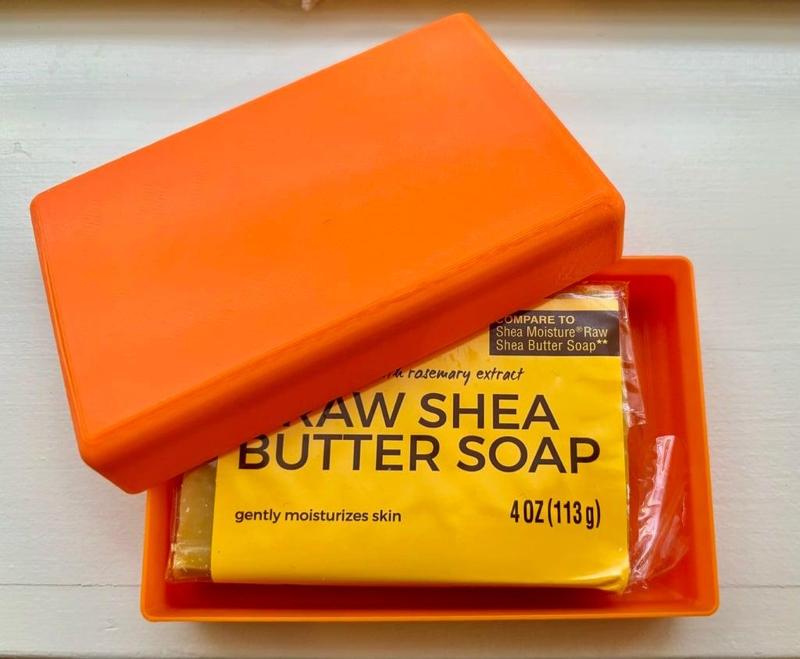 COMPARE TO
Shea Moisture® Raw
Shea Butter Soap**
rosemary extract
RAW SHEA
BUTTER SOAP
gently moisturizes skin
4 OZ (113 g)